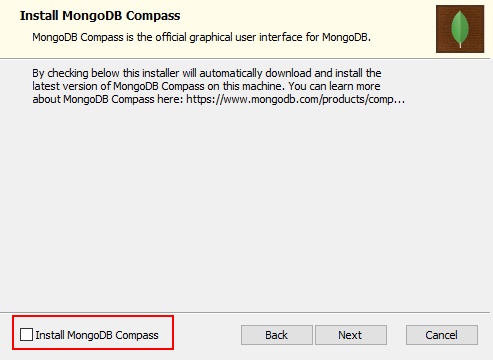 Install MongoDB Compass
MongoDB Compass is the official graphical user interface for MongoDB.
By checking below this installer will automatically download and install the
latest version of MongoDB Compass on this machine. You can learn more
about MongoDB Compass here: https://www.mongodb.com/products/comp...
Install MongoDB Compass
Back
Next
Cancel